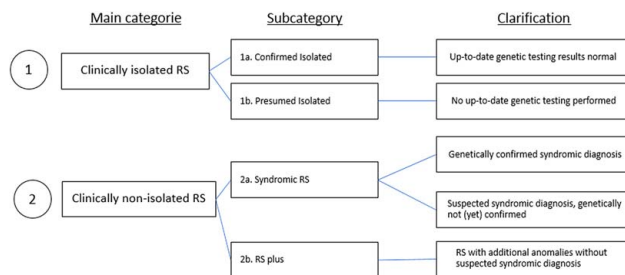 Main categorie
Subcategory
Clarification
1
Clinically isolated RS
1a. Confirmed Isolated
Up-to-date genetic testing results normal
1b. Presumed Isolated
No up-to-date genetic testing performed
2
Clinically non-isolated RS
2a. Syndromic RS
Genetically confirmed syndromic diagnosis
Suspected syndromic diagnosis, genetically
not (yet) confirmed
2b. RS plus
RS with additional anomalies without
suspected syndromic diagnosis